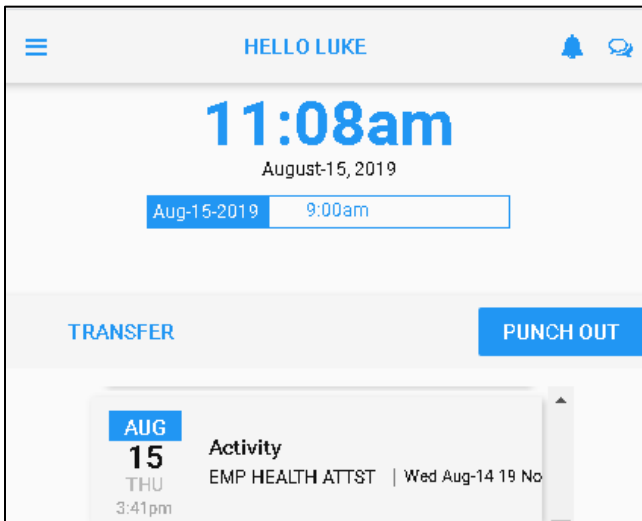 HELLO LUKE
11:08am
August-15, 2019
Aug-15-2019 9:00am
TRANSFER PUNCH OUT
AUG
15
THU
3:41pm
Activity
EMP HEALTH ATTST | Wed Aug-14 19 No